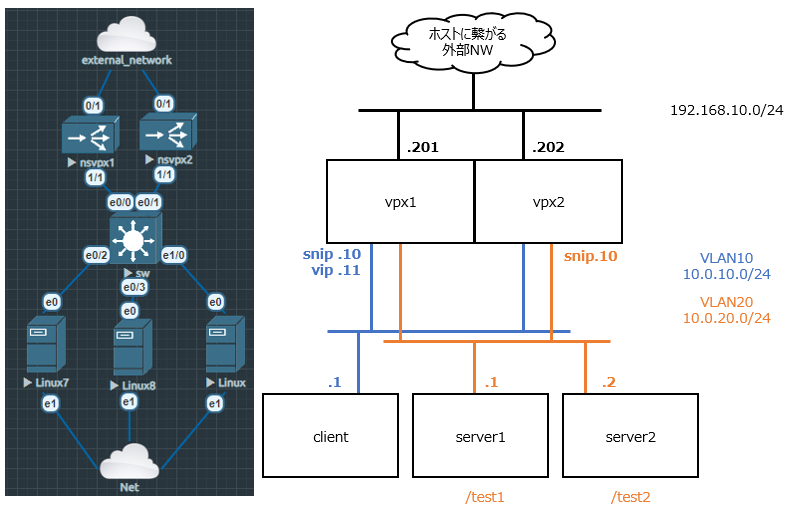 external_network
0/1
0/1
nsvpx1
nsvpx2
1/1
1/1
e0/0
e0/1
e0/2
e1/0
sw
e0/3
e0
e0
e0
Linux7
Linux8
Linux
e1
e1
e1
Net
ホストに繋がる
外部NW
192.168.10.0/24
.201
.202
vpx1
vpx2
snip .10
vip .11
snip.10
VLAN10
10.0.10.0/24
VLAN20
10.0.20.0/24
.1
.1
.2
client
server1
server2
/test1
/test2